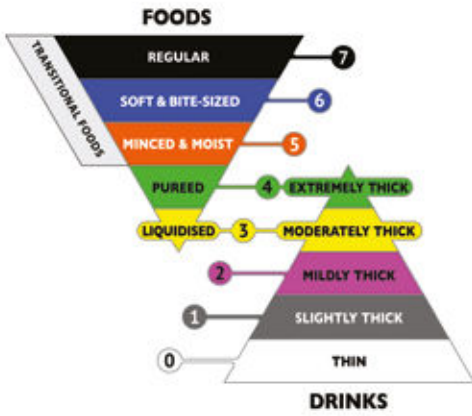 FOODS
TRANSITIONAL FOODS
REGULAR 7
SOFT & BITE-SIZED 6
MINCED & MOIST 5
PUREED 4 EXTREMELY THICK
LIQUIDISED 3 MODERATELY THICK
2 MILDLY THICK
1 SLIGHTLY THICK
0 THIN
DRINKS